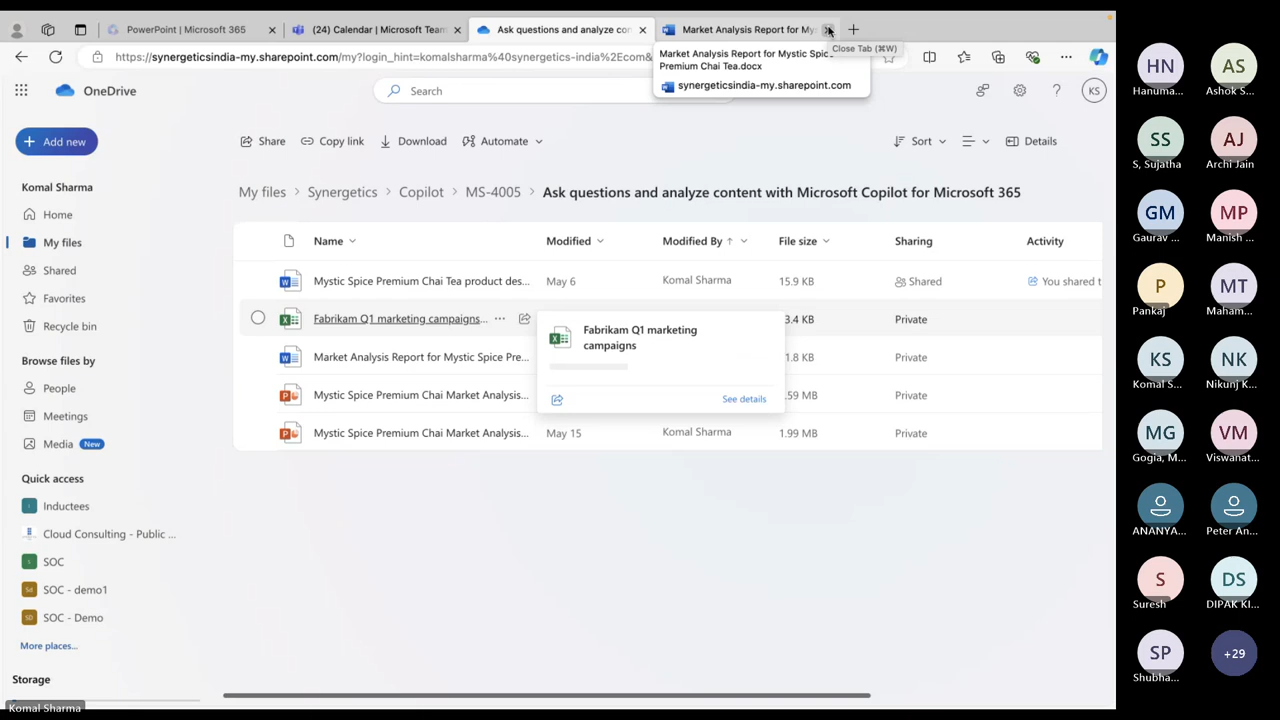 PowerPoint | Microsoft 365
(24) Calendar | Microsoft Team
Ask questions and analyze con
Market Analysis Report for My
Close Tab (⌘W)
https://synergeticsindia-my.sharepoint.com/my?login_hint=komalsharma%40synergetics-india%2Ecom&
Market Analysis Report for Mystic Spic
Premium Chai Tea.docx
synergeticsindia-my.sharepoint.com
OneDrive
Search
KS
Add new
Share
Copy link
Download
Automate
Sort
Details
Komal Sharma
Home
My files
Shared
Favorites
Recycle bin
Browse files by
People
Meetings
Media New
Quick access
Inductees
Cloud Consulting - Public ...
SOC
SOC - demo1
SOC - Demo
More places...
Storage
Komal Sharma
My files > Synergetics > Copilot > MS-4005 > Ask questions and analyze content with Microsoft Copilot for Microsoft 365
Name Modified Modified By ↑ File size Sharing Activity
Mystic Spice Premium Chai Tea product des... May 6 Komal Sharma 15.9 KB Shared You shared t
Fabrikam Q1 marketing campaigns... 3.4 KB Private
Market Analysis Report for Mystic Spice Pre... 1.8 KB Private
Mystic Spice Premium Chai Market Analysis... .59 MB Private
Mystic Spice Premium Chai Market Analysis... May 15 Komal Sharma 1.99 MB Private
Fabrikam Q1 marketing
campaigns
See details
HN AS
Hanuma... Ashok S...
SS AJ
S, Sujatha Archi Jain
GM MP
Gaurav ... Manish ...
P MT
Pankaj Maham...
KS NK
Komal S... Nikunj K...
MG VM
Gogia, M... Viswanat...
ANANYA... Peter An...
S DS
Suresh DIPAK KI...
SP +29
Shubha...